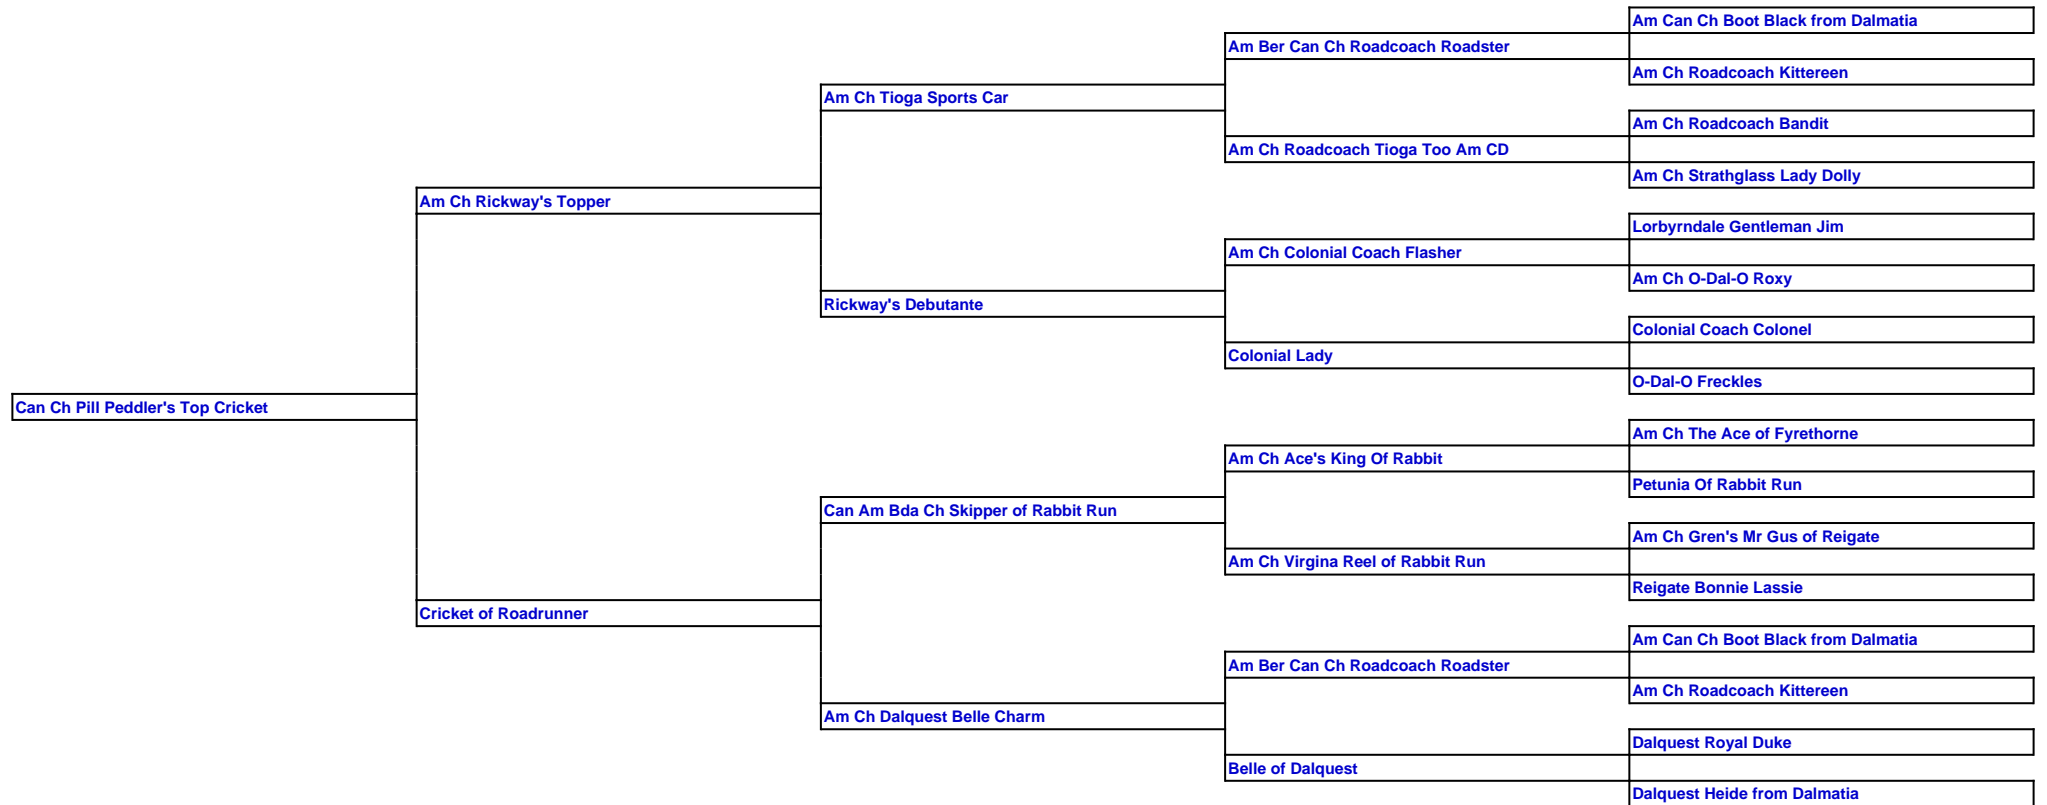 Am Can Ch Boot Black from Dalmatia
Am Ber Can Ch Roadcoach Roadster
Am Ch Roadcoach Kittereen
Am Ch Tioga Sports Car
Am Ch Roadcoach Bandit
Am Ch Roadcoach Tioga Too Am CD
Am Ch Strathglass Lady Dolly
Am Ch Rickway's Topper
Lorbyrndale Gentleman Jim
Am Ch Colonial Coach Flasher
Am Ch O-Dal-O Roxy
Rickway's Debutante
Colonial Coach Colonel
Colonial Lady
O-Dal-O Freckles
Can Ch Pill Peddler's Top Cricket
Am Ch The Ace of Fyrethorne
Am Ch Ace's King Of Rabbit
Petunia Of Rabbit Run
Can Am Bda Ch Skipper of Rabbit Run
Am Ch Gren's Mr Gus of Reigate
Am Ch Virgina Reel of Rabbit Run
Reigate Bonnie Lassie
Cricket of Roadrunner
Am Can Ch Boot Black from Dalmatia
Am Ber Can Ch Roadcoach Roadster
Am Ch Roadcoach Kittereen
Am Ch Dalquest Belle Charm
Dalquest Royal Duke
Belle of Dalquest
Dalquest Heide from Dalmatia